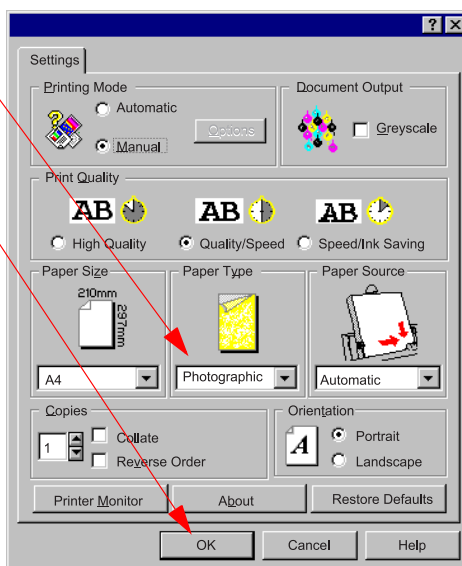 Settings
Printing Mode
Automatic
Manual
Options
Document Output
Greyscale
Print Quality
AB AB AB
High Quality Quality/Speed Speed/Ink Saving
Paper Size
210mm
297mm
A4
Paper Type
Photographic
Paper Source
Automatic
Copies
1
Collate
Reverse Order
Orientation
A
Portrait
Landscape
Printer Monitor About Restore Defaults
OK Cancel Help